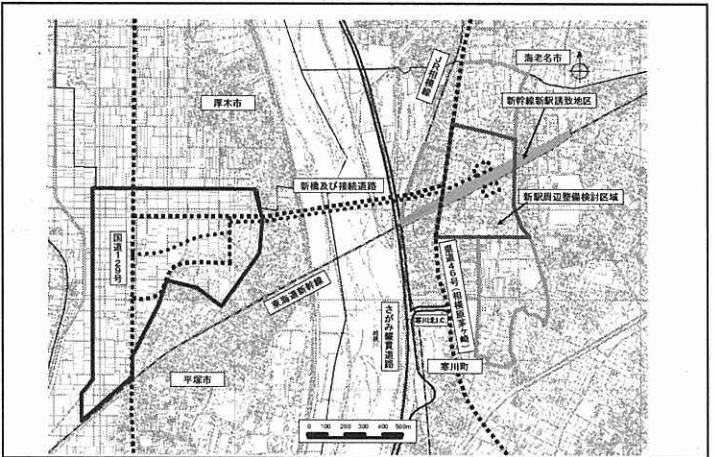 海老名市
厚木市
JR相模線
新幹線新駅誘致地区
新橋及び接続道路
新駅周辺整備検討区域
国道129号
東海道新幹線
さがみ縦貫道路
県道46号(相模原茅ヶ崎)
寒川北I.C.
寒川町
平塚市
0 100 200 300 400 500m